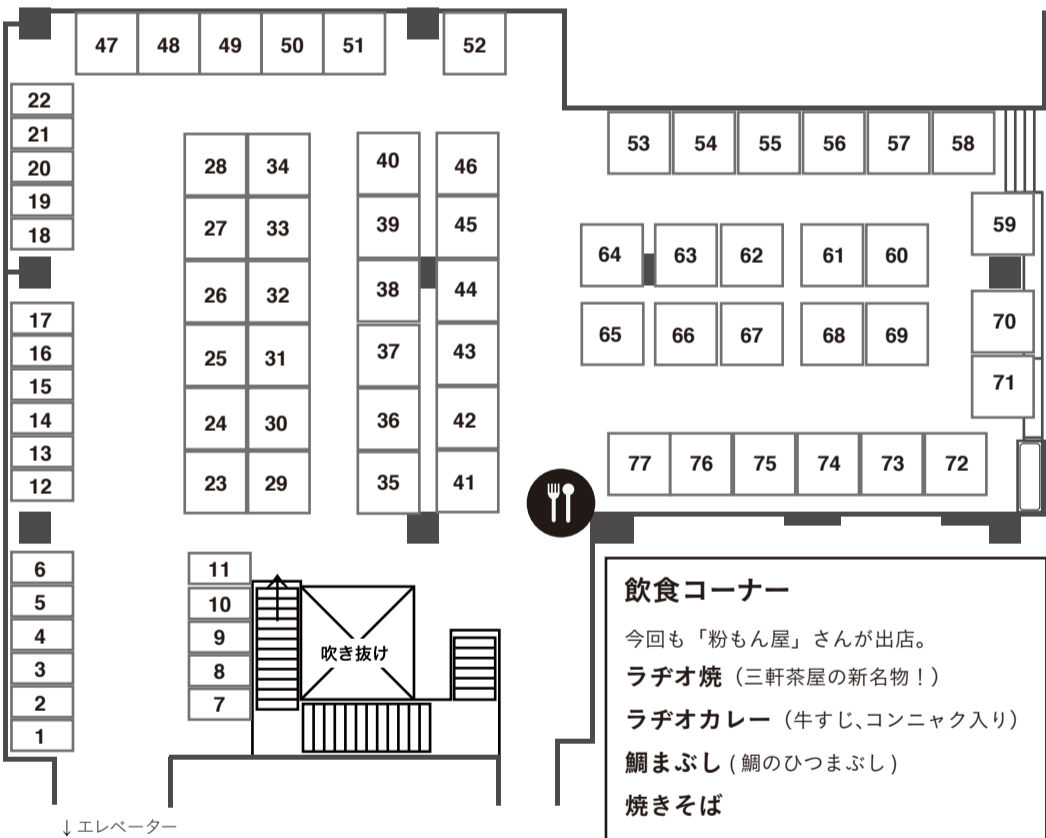 47 48 49 50 51 52
22
21
20
19
18
17
16
15
14
13
12
6
5
4
3
2
1
28 34
27 33
26 32
25 31
24 30
23 29
40 46
39 45
38 44
37 43
36 42
35 41
53 54 55 56 57 58
59
64 63 62 61 60
65 66 67 68 69
70
71
77 76 75 74 73 72
11
10
9
8
7
吹き抜け
↓エレベーター
飲食コーナー
今回も「粉もん屋」さんが出店。
ラヂオ焼（三軒茶屋の新名物！）
ラヂオカレー（牛すじ、コンニャク入り）
鯛まぶし(鯛のひつまぶし)
焼きそば